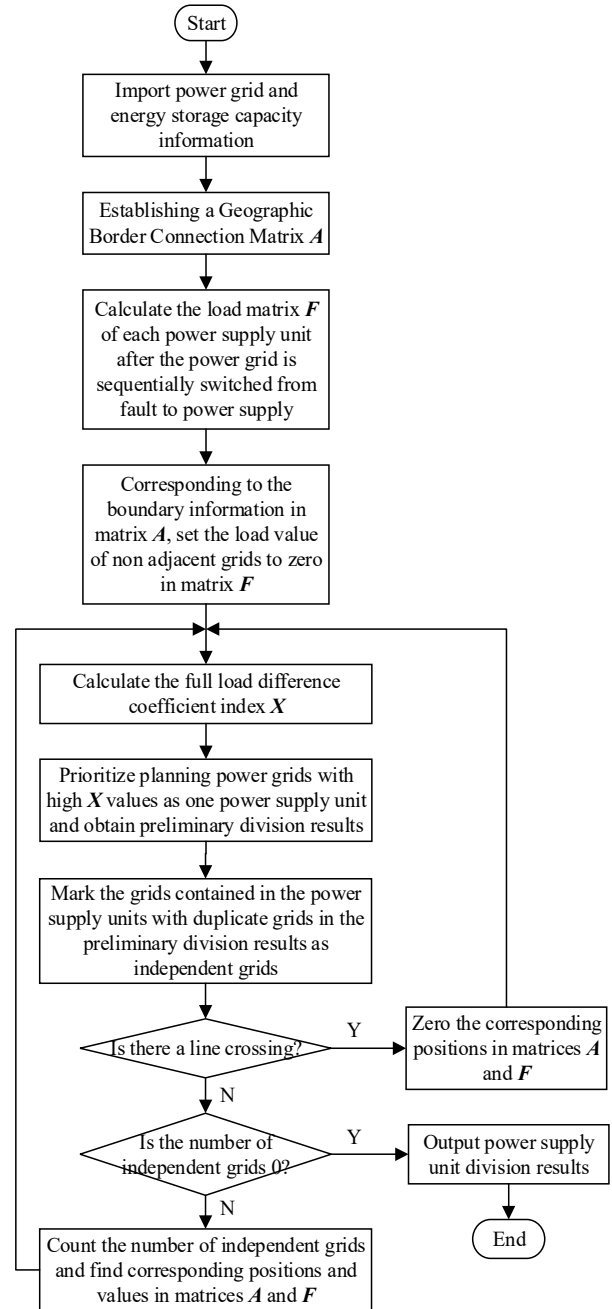 Start
Import power grid and
energy storage capacity
information
Establishing a Geographic
Border Connection Matrix A
Calculate the load matrix F
of each power supply unit
after the power grid is
sequentially switched from
fault to power supply
Corresponding to the
boundary information in
matrix A, set the load value
of non adjacent grids to zero
in matrix F
Calculate the full load difference
coefficient index X
Prioritize planning power grids with
high X values as one power supply unit
and obtain preliminary division results
Mark the grids contained in the power
supply units with duplicate grids in the
preliminary division results as
independent grids
Is there a line crossing?
Y
Zero the corresponding
positions in matrices A
and F
N
Is the number of
independent grids 0?
Y
Output power supply
unit division results
N
End
Count the number of independent grids
and find corresponding positions and
values in matrices A and F